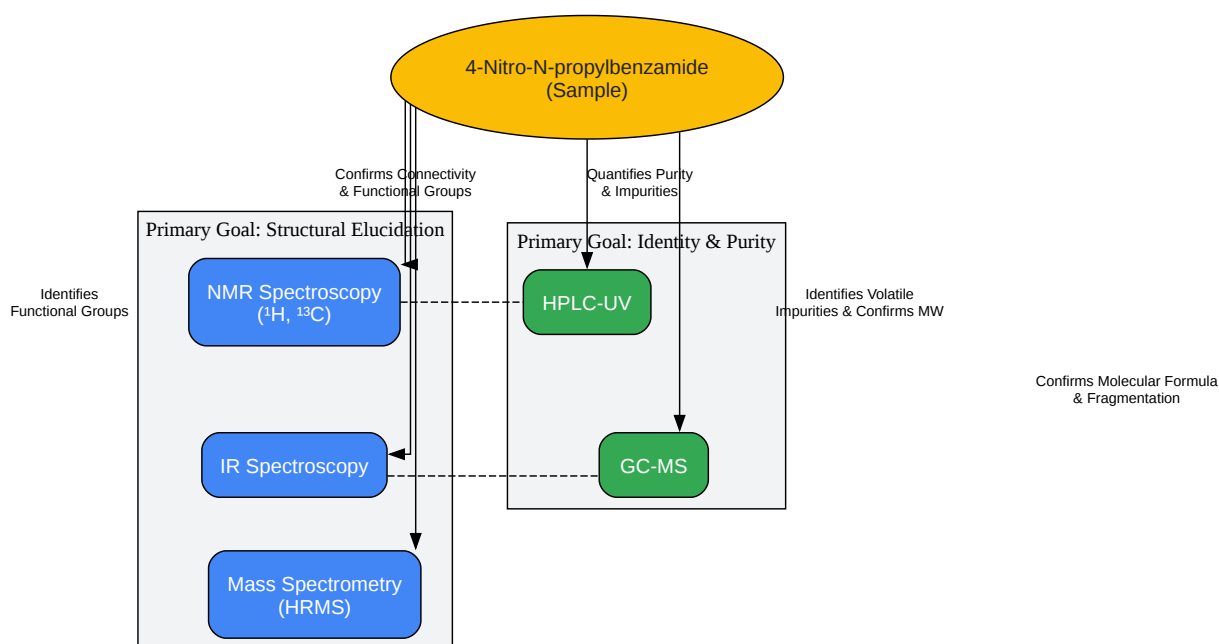 4-Nitro-N-propylbenzamide
(Sample)
Confirms Connectivity
& Functional Groups
Quantifies Purity
& Impurities
Primary Goal: Structural Elucidation
Primary Goal: Identity & Purity
NMR Spectroscopy
(¹H, ¹³C)
HPLC-UV
Identifies
Functional Groups
Identifies Volatile
Impurities & Confirms MW
Confirms Molecular Formula
& Fragmentation
IR Spectroscopy
GC-MS
Mass Spectrometry
(HRMS)